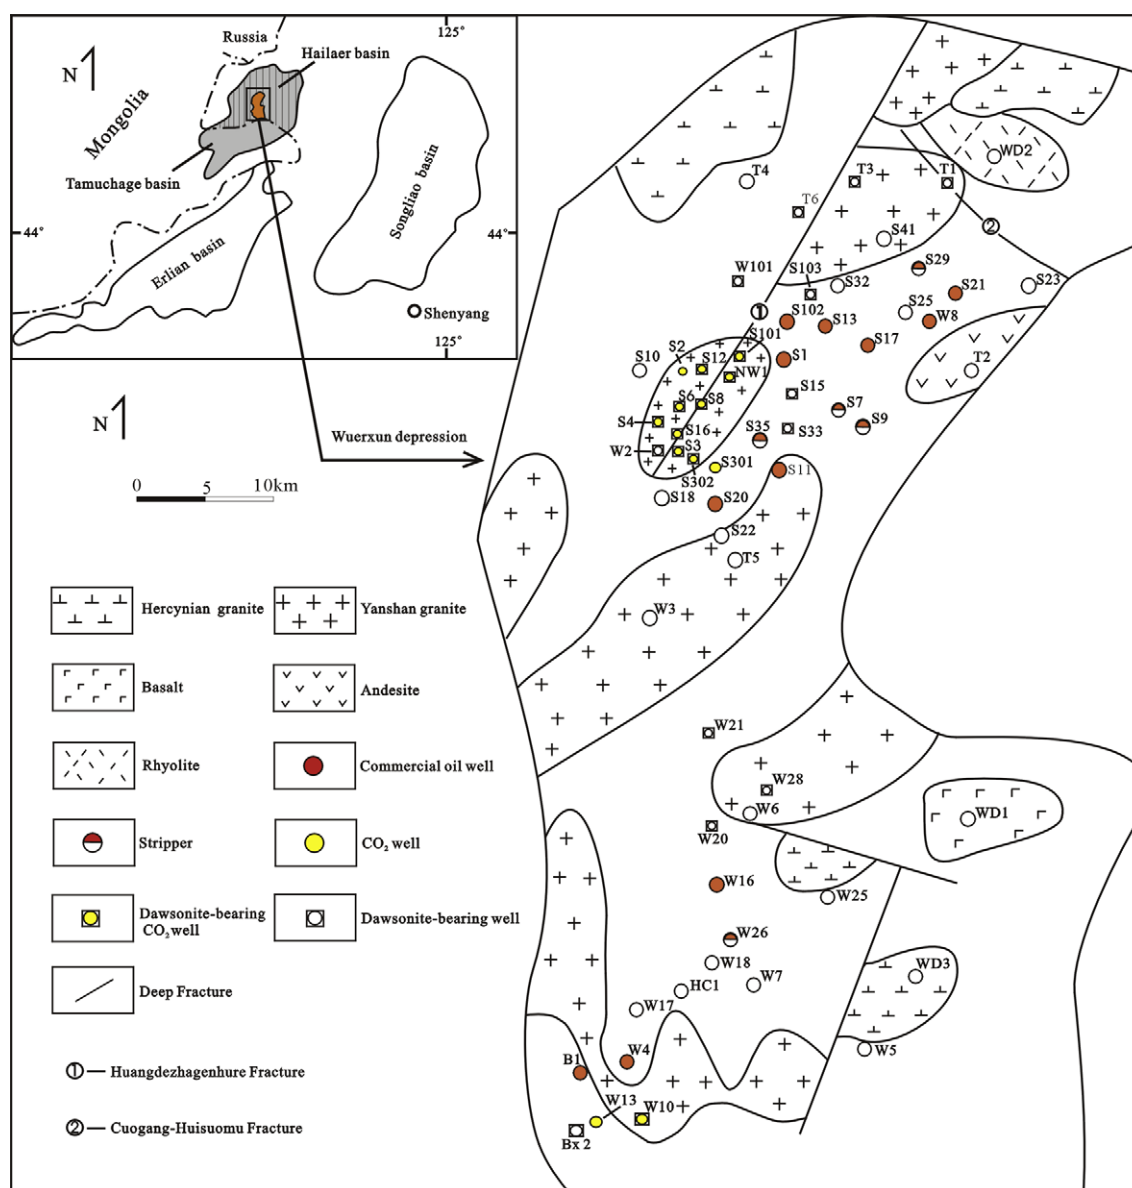 125°
Russia
Hailaer basin
N
Mongolia
Tamuchage basin
Songliao basin
44°
44°
Erlian basin
Shenyang
125°
N
Wuerxun depression
0 5 10km
Hercynian granite
Yanshan granite
Basalt
Andesite
Rhyolite
Commercial oil well
Stripper
CO₂ well
Dawsonite-bearing
CO₂ well
Dawsonite-bearing well
Deep Fracture
① — Huangdezhagenhure Fracture
② — Cuogang-Huisuomu Fracture
WD2
T4
T3
T1
T6
S41
②
S29
W101
S103
S32
S21
S23
S102
S25
①
S13
W8
S101
S17
S2
S12
S10
S1
T2
NW1
S15
S7
S6
S8
S9
S4
S16
S35
S33
W2
S3
S301
S11
S302
S18
S20
S22
T5
W3
W21
W28
W6
WD1
W20
W16
W25
W26
W18
WD3
W7
HC1
W17
W5
W4
B1
W13
W10
Bx 2